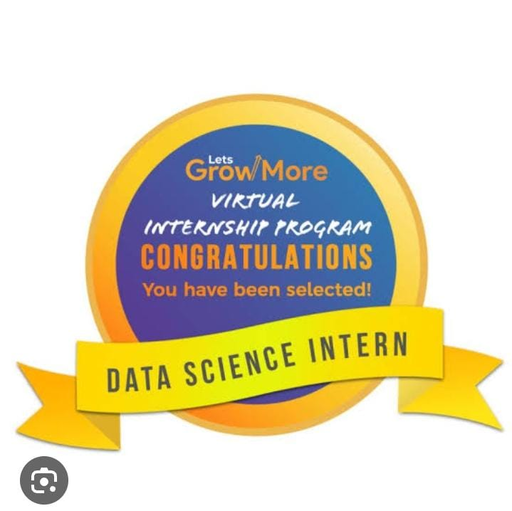 Lets
GrowMore
VIRTUAL
INTERNSHIP PROGRAM
CONGRATULATIONS
You have been selected!
DATA SCIENCE INTERN